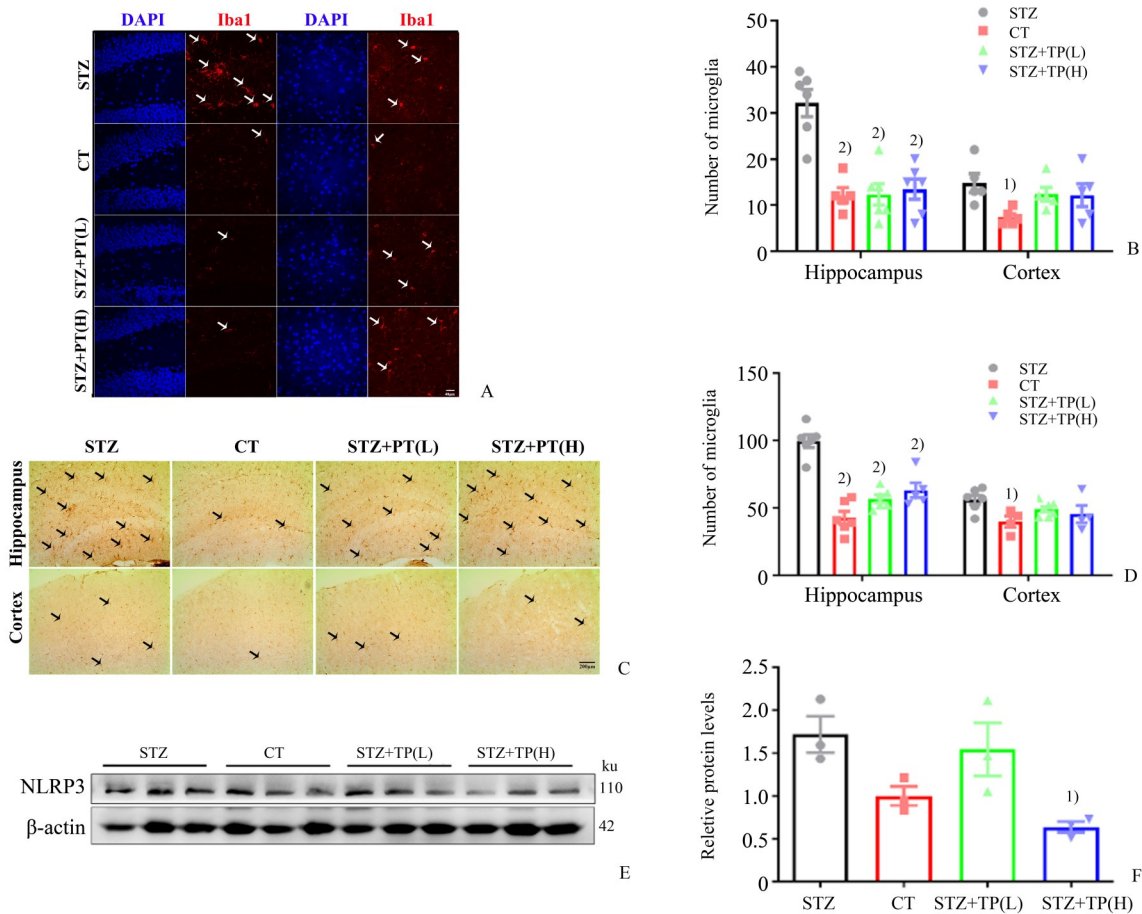 DAPI Iba1 DAPI Iba1
STZ
CT
STZ+PT(L)
STZ+PT(H)
A
STZ
CT
STZ+TP(L)
STZ+TP(H)
Number of microglia
50
40
30
20
10
0
2)
2)
2)
1)
Hippocampus Cortex
B
STZ CT STZ+PT(L) STZ+PT(H)
Hippocampus
Cortex
200μm
C
STZ
CT
STZ+TP(L)
STZ+TP(H)
Number of microglia
150
100
50
0
2)
2)
2)
1)
Hippocampus Cortex
D
STZ CT STZ+TP(L) STZ+TP(H)
ku
NLRP3 110
β-actin 42
E
Reletive protein levels
2.5
2.0
1.5
1.0
0.5
0
1)
STZ CT STZ+TP(L) STZ+TP(H)
F